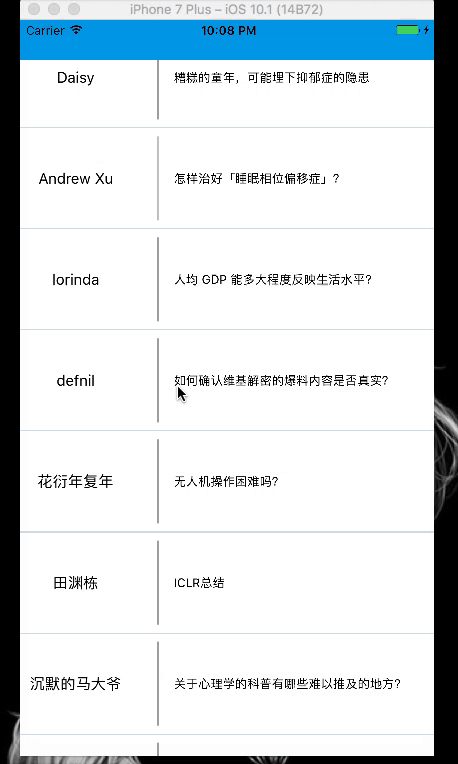 iPhone 7 Plus – iOS 10.1 (14B72)
Carrier 10:08 PM
Daisy 糟糕的童年，可能埋下抑郁症的隐患
Andrew Xu 怎样治好「睡眠相位偏移症」?
lorinda 人均 GDP 能多大程度反映生活水平?
defnil 如何确认维基解密的爆料内容是否真实?
花衍年复年 无人机操作困难吗?
田渊栋 ICLR总结
沉默的马大爷 关于心理学的科普有哪些难以推及的地方?